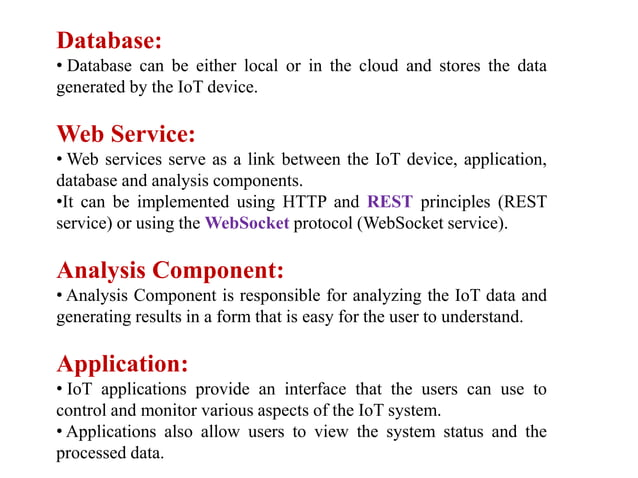 Database:
• Database can be either local or in the cloud and stores the data
generated by the IoT device.
Web Service:
• Web services serve as a link between the IoT device, application,
database and analysis components.
•It can be implemented using HTTP and REST principles (REST
service) or using the WebSocket protocol (WebSocket service).
Analysis Component:
• Analysis Component is responsible for analyzing the IoT data and
generating results in a form that is easy for the user to understand.
Application:
• IoT applications provide an interface that the users can use to
control and monitor various aspects of the IoT system.
• Applications also allow users to view the system status and the
processed data.